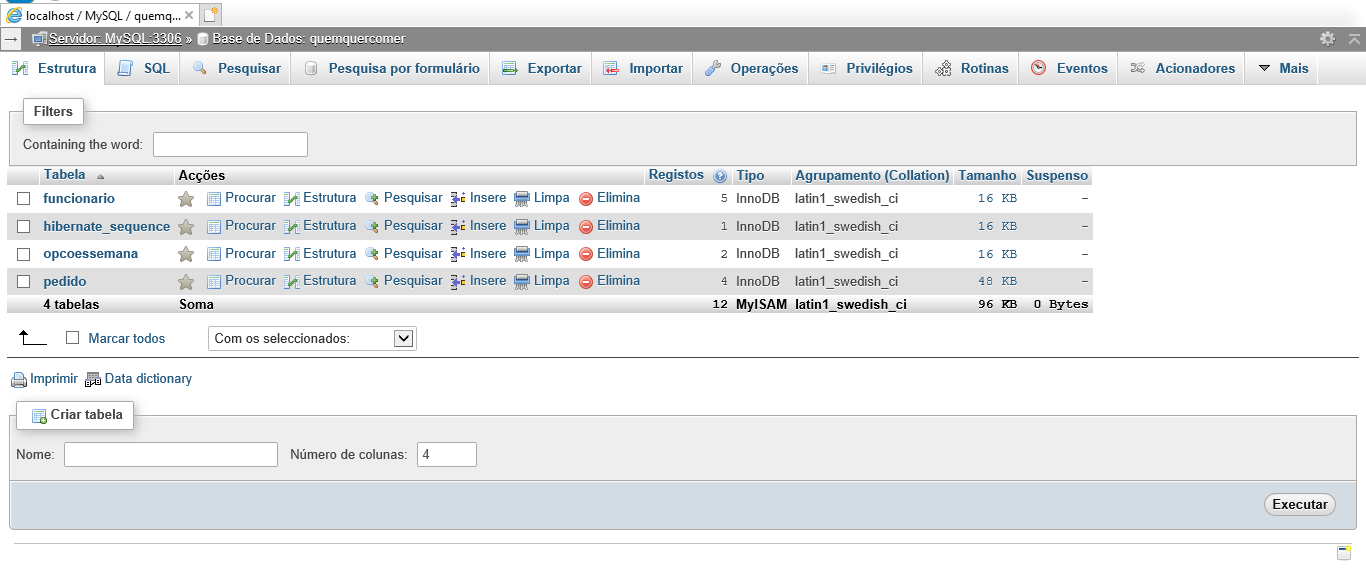 localhost / MySQL / quemq...
Servidor: MySQL:3306 » Base de Dados: quemquercomer
Estrutura SQL Pesquisar Pesquisa por formulário Exportar Importar Operações Privilégios Rotinas Eventos Acionadores Mais
Filters
Containing the word:
Tabela Acções Registos Tipo Agrupamento (Collation) Tamanho Suspenso
funcionario Procurar Estrutura Pesquisar Insere Limpa Elimina 5 InnoDB latin1_swedish_ci 16 KB -
hibernate_sequence Procurar Estrutura Pesquisar Insere Limpa Elimina 1 InnoDB latin1_swedish_ci 16 KB -
opcoessemana Procurar Estrutura Pesquisar Insere Limpa Elimina 2 InnoDB latin1_swedish_ci 16 KB -
pedido Procurar Estrutura Pesquisar Insere Limpa Elimina 4 InnoDB latin1_swedish_ci 48 KB -
4 tabelas Soma 12 MyISAM latin1_swedish_ci 96 KB 0 Bytes
Marcar todos Com os seleccionados:
Imprimir Data dictionary
Criar tabela
Nome: Número de colunas: 4
Executar